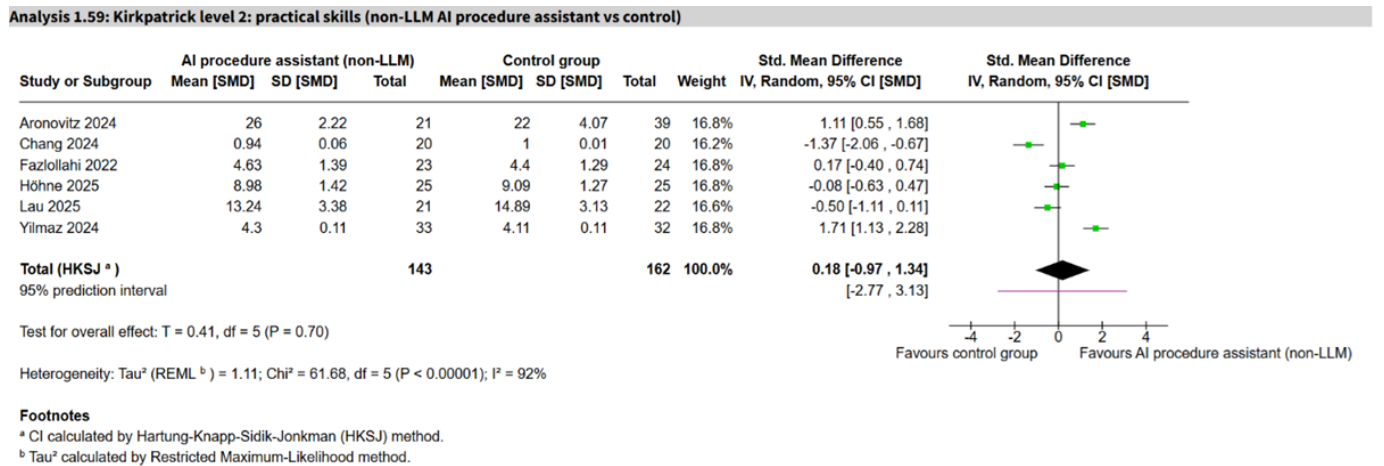 Analysis 1.59: Kirkpatrick level 2: practical skills (non-LLM AI procedure assistant vs control)
AI procedure assistant (non-LLM) Control group Std. Mean Difference Std. Mean Difference
Study or Subgroup Mean [SMD] SD [SMD] Total Mean [SMD] SD [SMD] Total Weight IV, Random, 95% CI [SMD] IV, Random, 95% CI [SMD]
Aronovitz 2024 26 2.22 21 22 4.07 39 16.8% 1.11 [0.55 , 1.68]
Chang 2024 0.94 0.06 20 1 0.01 20 16.2% -1.37 [-2.06 , -0.67]
Fazlollahi 2022 4.63 1.39 23 4.4 1.29 24 16.8% 0.17 [-0.40 , 0.74]
Höhne 2025 8.98 1.42 25 9.09 1.27 25 16.8% -0.08 [-0.63 , 0.47]
Lau 2025 13.24 3.38 21 14.89 3.13 22 16.6% -0.50 [-1.11 , 0.11]
Yilmaz 2024 4.3 0.11 33 4.11 0.11 32 16.8% 1.71 [1.13 , 2.28]
Total (HKSJ ᵃ ) 143 162 100.0% 0.18 [-0.97 , 1.34]
95% prediction interval [-2.77 , 3.13]
Test for overall effect: T = 0.41, df = 5 (P = 0.70)
-4 -2 0 2 4
Favours control group Favours AI procedure assistant (non-LLM)
Heterogeneity: Tau² (REML ᵇ ) = 1.11; Chi² = 61.68, df = 5 (P < 0.00001); I² = 92%
Footnotes
ᵃ CI calculated by Hartung-Knapp-Sidik-Jonkman (HKSJ) method.
ᵇ Tau² calculated by Restricted Maximum-Likelihood method.